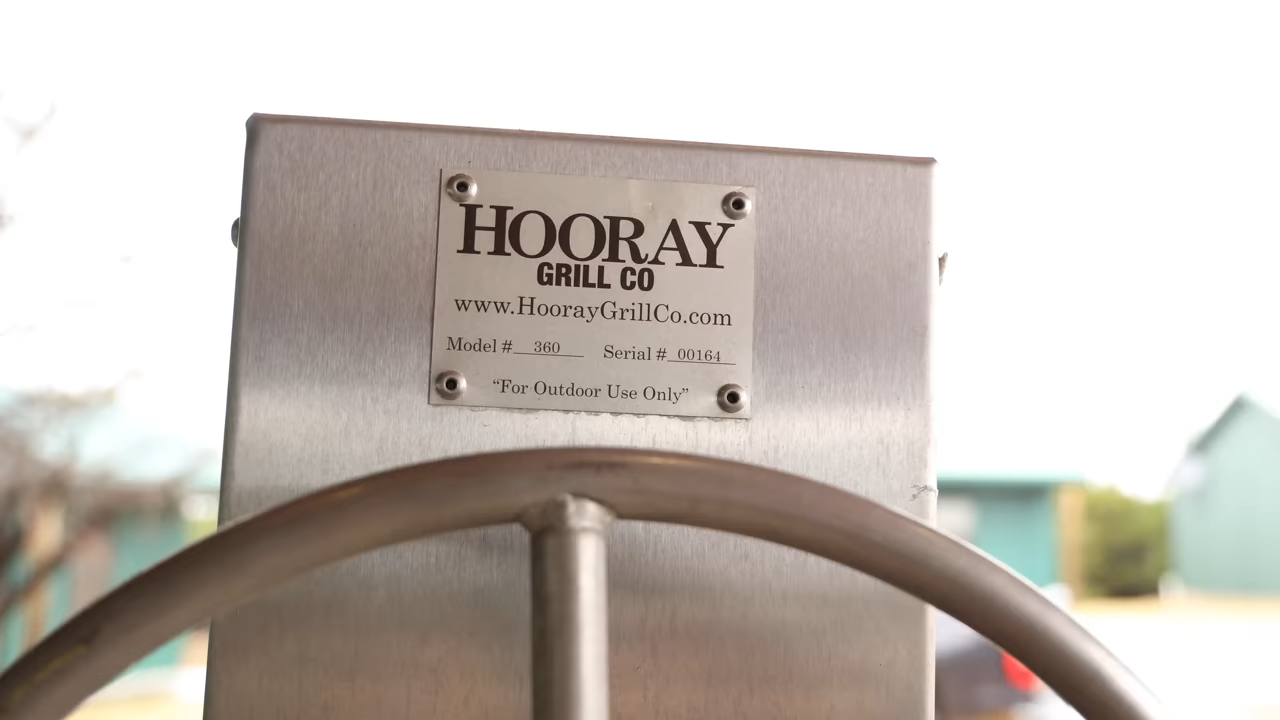 HOORAY
GRILL CO
www.HoorayGrillCo.com
Model # 360 Serial # 00164
“For Outdoor Use Only”